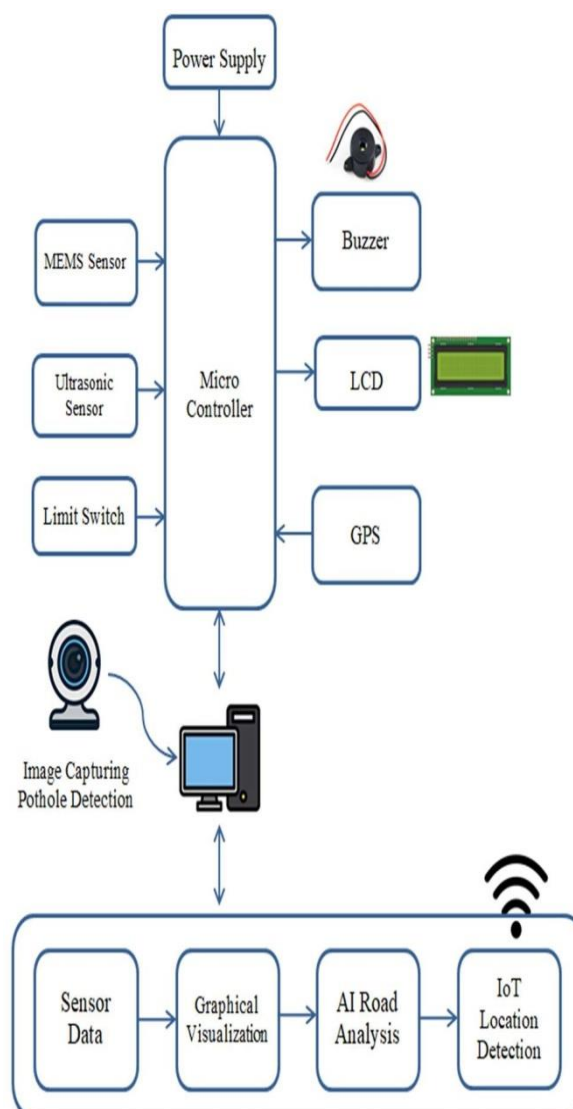 Power Supply
MEMS Sensor
Ultrasonic
Sensor
Limit Switch
Micro
Controller
Buzzer
LCD
GPS
Image Capturing
Pothole Detection
Sensor
Data
Graphical
Visualization
AI Road
Analysis
IoT
Location
Detection